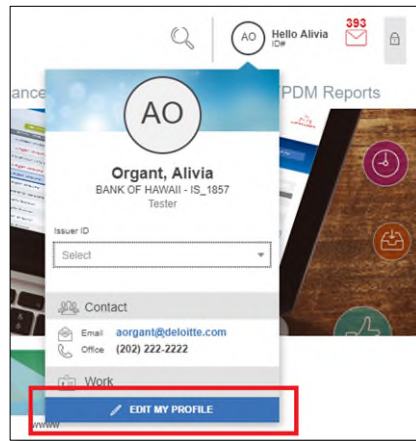 393
AO
Hello Alivia
ID#
ance
PDM Reports
AO
Organt, Alivia
BANK OF HAWAII - IS_1857
Tester
Issuer ID
Select
Contact
Email aorgant@deloitte.com
Office (202) 222-2222
Work
EDIT MY PROFILE
www